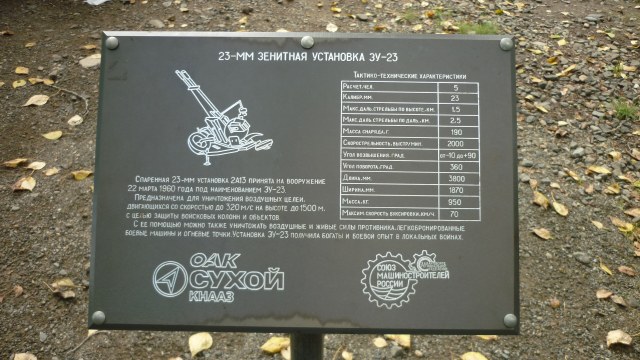 23-ММ ЗЕНИТНАЯ УСТАНОВКА ЗУ-23
Тактико-технические характеристики
Расчет.чел. 5
Калибр.мм. 23
Макс.даль.стрельбы по высоте.км. 1.5
Макс.даль.стрельбы по даль..км. 2.5
Масса снаряда.г. 190
Скорострельность.выстр/мин. 2000
Угол возвышения.град. от-10 до+90
Угол поворота.град. 360
Длина.мм. 3800
Ширина.мм. 1870
Масса.кг. 950
Максим. скорость буксировки.км/ч 70
Спаренная 23-мм установка 2А13 принята на вооружение
22 марта 1960 года под наименованием ЗУ-23.
Предназначена для уничтожения воздушных целей,
двигающихся со скоростью до 320 м/с на высоте до 1500 м.
с целью защиты войсковых колонн и объектов.
С ее помощью можно также уничтожать воздушные и живые силы противника,легкобронированные
боевые машины и огневые точки.Установка ЗУ-23 получила богатый боевой опыт в локальных войнах.
ОАК
СУХОЙ
КНААЗ
СОЮЗ
МАШИНОСТРОИТЕЛЕЙ
РОССИИ